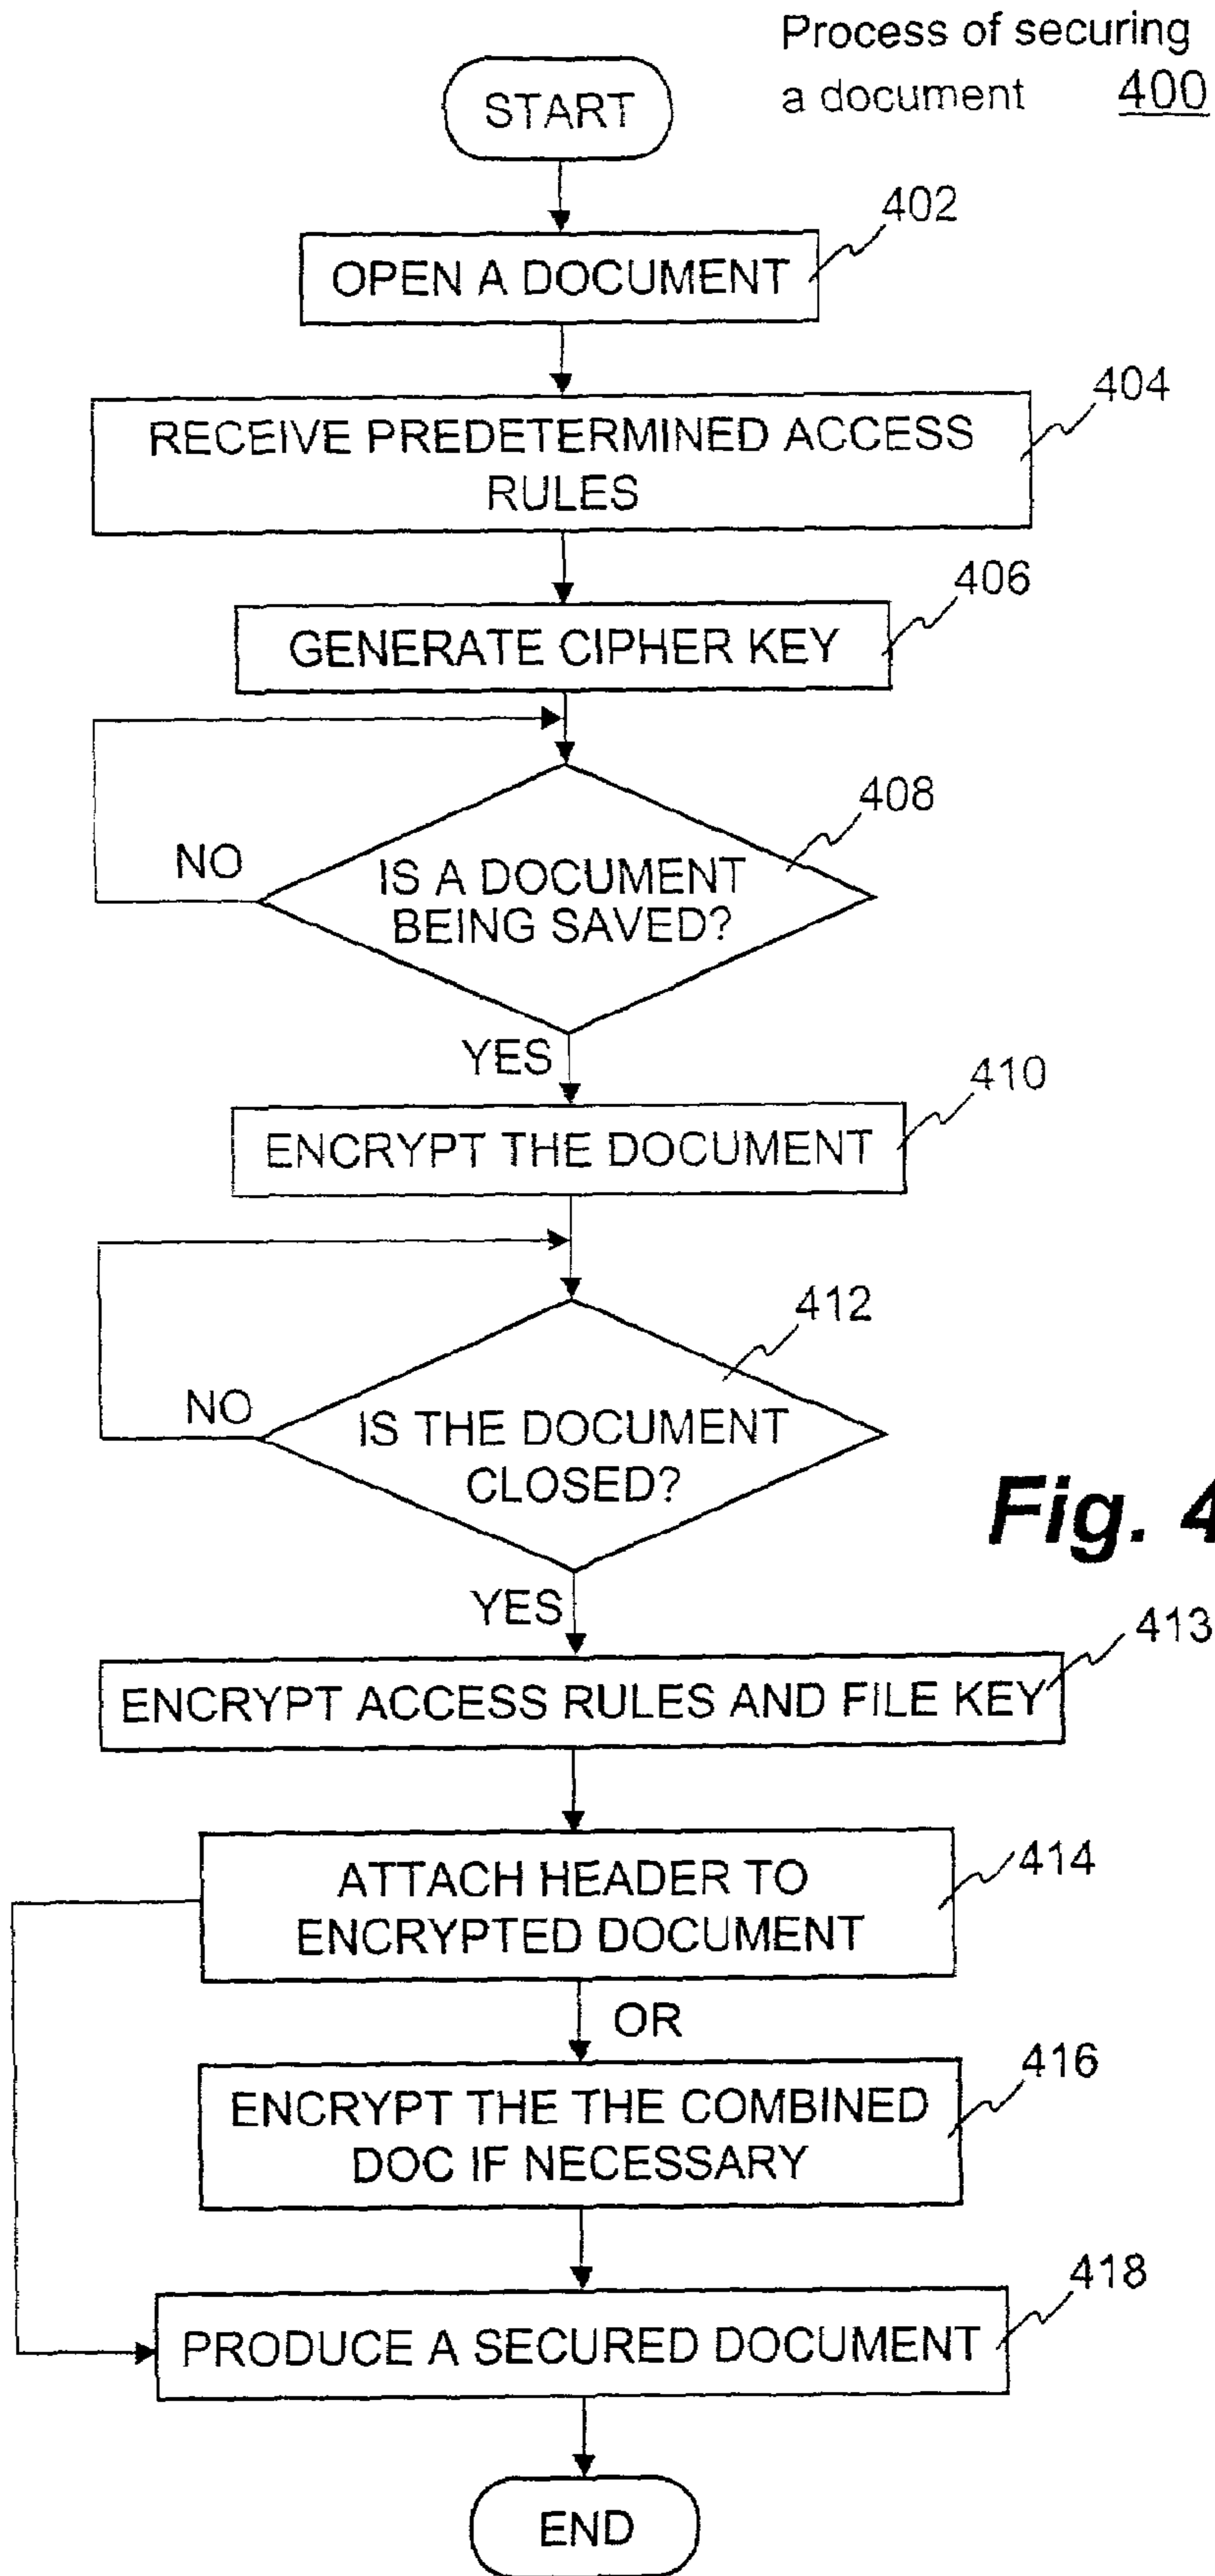 Process of securing
a document 400
START
402
OPEN A DOCUMENT
404
RECEIVE PREDETERMINED ACCESS
RULES
406
GENERATE CIPHER KEY
408
NO
IS A DOCUMENT
BEING SAVED?
YES
410
ENCRYPT THE DOCUMENT
412
NO
IS THE DOCUMENT
CLOSED?
Fig. 4
YES
413
ENCRYPT ACCESS RULES AND FILE KEY
414
ATTACH HEADER TO
ENCRYPTED DOCUMENT
OR
416
ENCRYPT THE THE COMBINED
DOC IF NECESSARY
418
PRODUCE A SECURED DOCUMENT
END